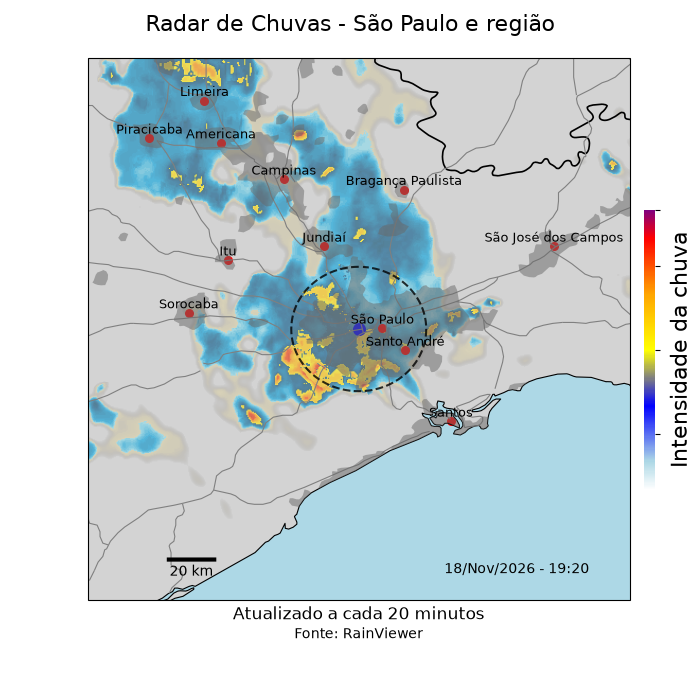 Radar de Chuvas - São Paulo e região
Limeira
Piracicaba
Americana
Campinas
Bragança Paulista
Jundiaí
São José dos Campos
Itu
Sorocaba
São Paulo
Santo André
Santos
Intensidade da chuva
20 km
18/Nov/2026 - 19:20
Atualizado a cada 20 minutos
Fonte: RainViewer